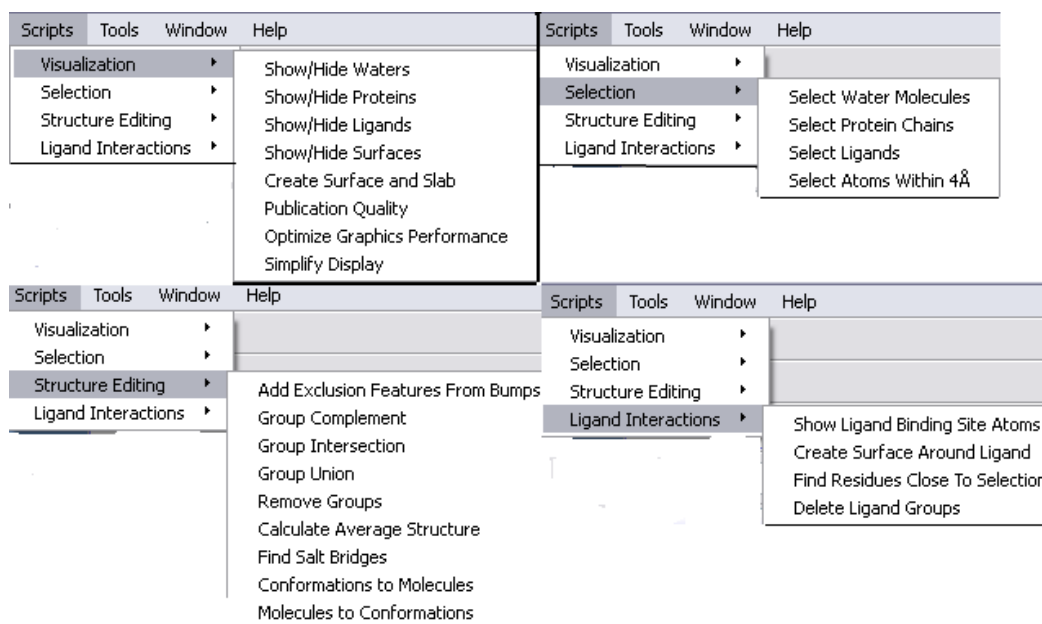 Scripts Tools Window Help
Visualization
Selection
Structure Editing
Ligand Interactions
Show/Hide Waters
Show/Hide Proteins
Show/Hide Ligands
Show/Hide Surfaces
Create Surface and Slab
Publication Quality
Optimize Graphics Performance
Simplify Display
Scripts Tools Window Help
Visualization
Selection
Structure Editing
Ligand Interactions
Select Water Molecules
Select Protein Chains
Select Ligands
Select Atoms Within 4Å
Scripts Tools Window Help
Visualization
Selection
Structure Editing
Ligand Interactions
Add Exclusion Features From Bumps
Group Complement
Group Intersection
Group Union
Remove Groups
Calculate Average Structure
Find Salt Bridges
Conformations to Molecules
Molecules to Conformations
Scripts Tools Window Help
Visualization
Selection
Structure Editing
Ligand Interactions
Show Ligand Binding Site Atoms
Create Surface Around Ligand
Find Residues Close To Selection
Delete Ligand Groups